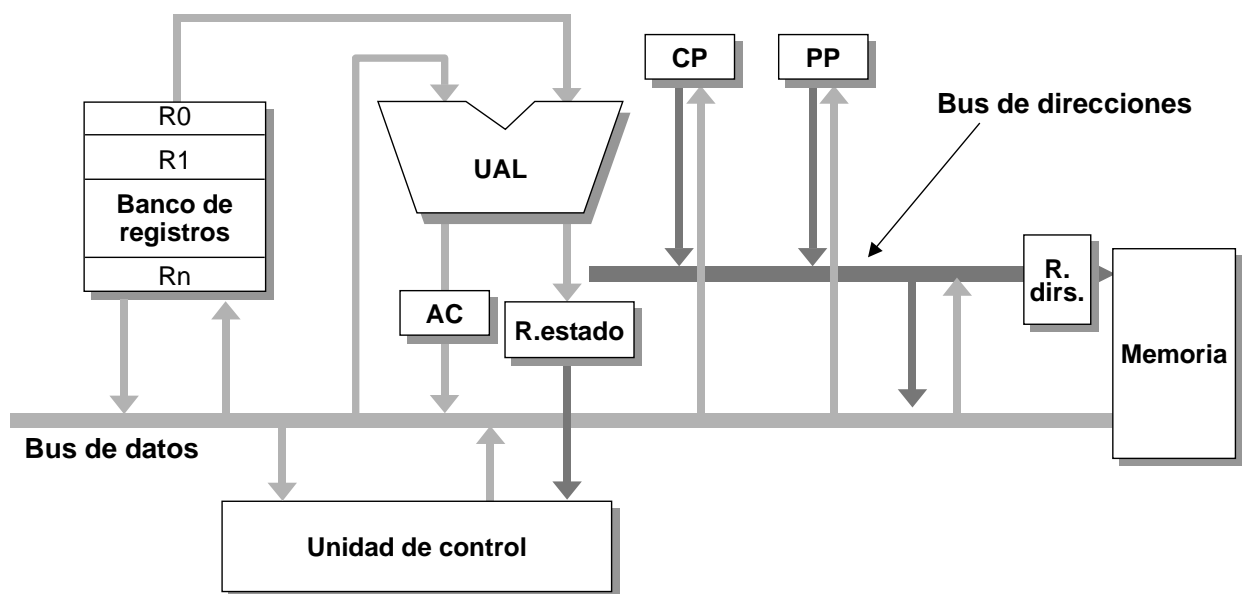 R0
R1
Banco de
registros
Rn
UAL
AC
R.estado
CP
PP
Bus de direcciones
R.
dirs.
Memoria
Bus de datos
Unidad de control